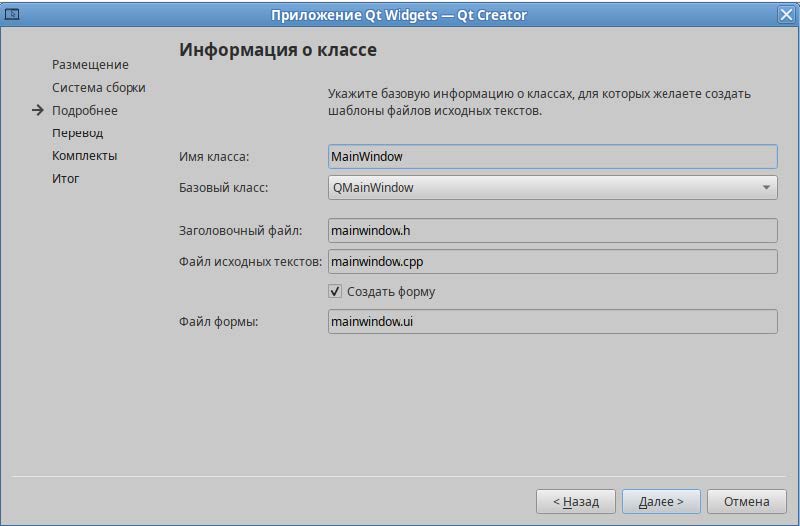 Приложение Qt Widgets — Qt Creator
Размещение
Система сборки
Подробнее
Перевод
Комплекты
Итог
Информация о классе
Укажите базовую информацию о классах, для которых желаете создать
шаблоны файлов исходных текстов.
Имя класса: MainWindow
Базовый класс: QMainWindow
Заголовочный файл: mainwindow.h
Файл исходных текстов: mainwindow.cpp
Создать форму
Файл формы: mainwindow.ui
< Назад Далее > Отмена